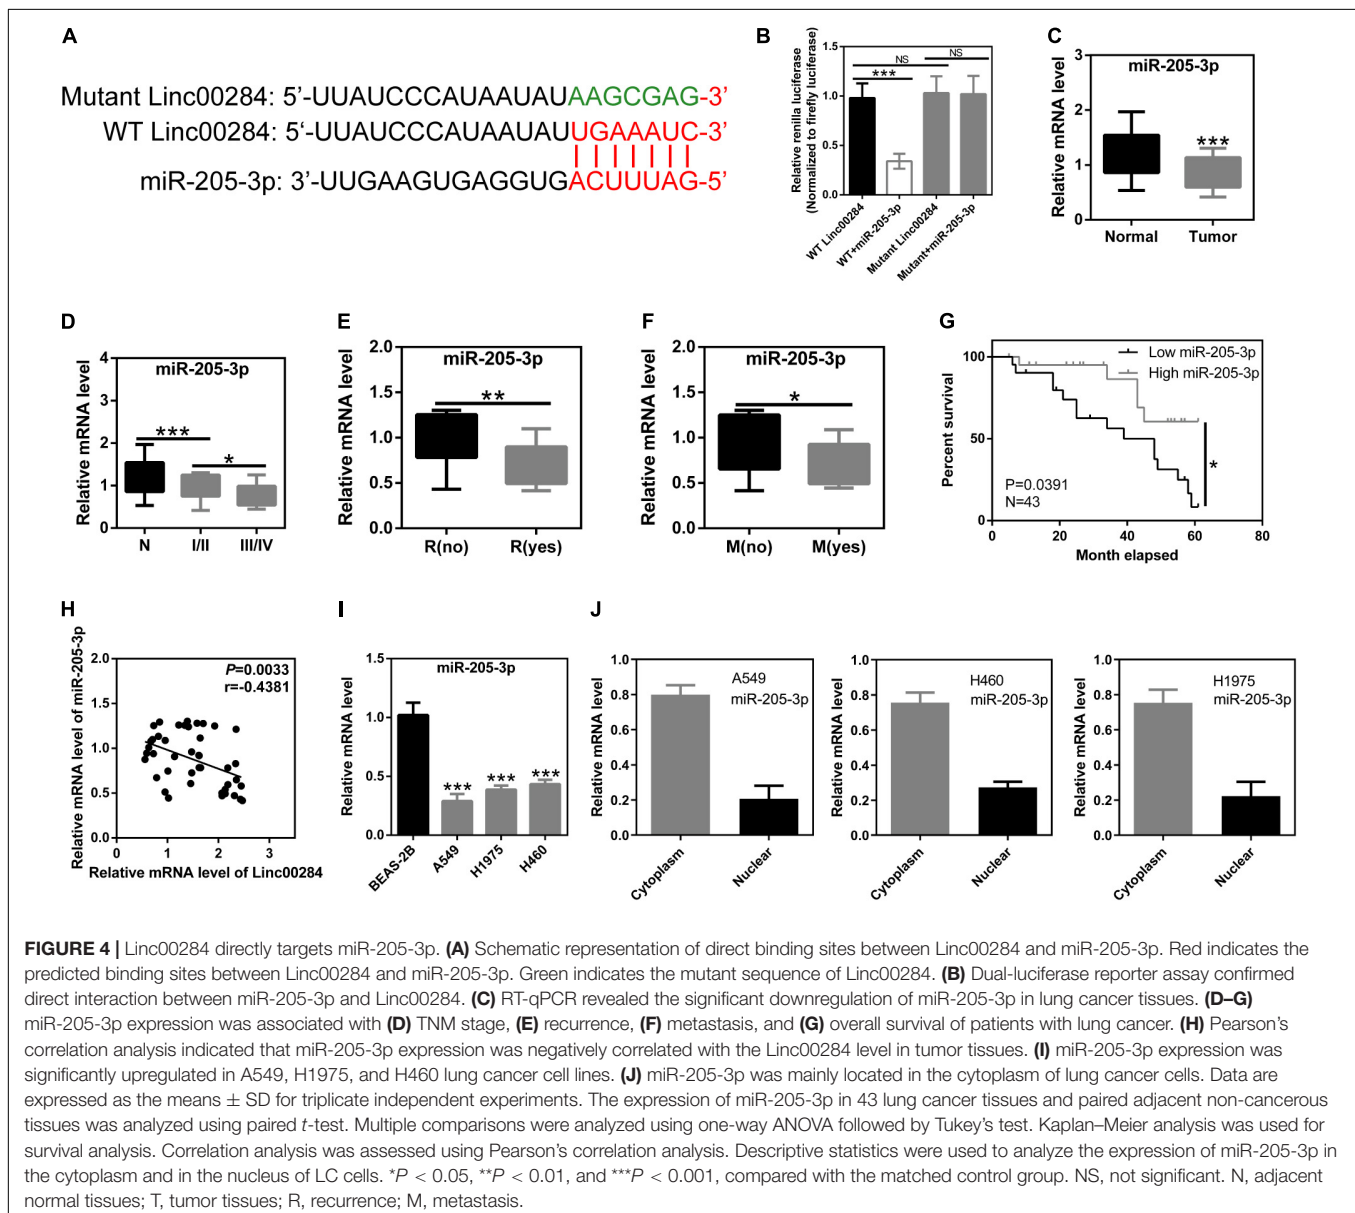 A
Mutant Linc00284: 5’-UUAUCCCAUAAUAUAAGCGAG-3’
WT Linc00284: 5‘-UUAUCCCAUAAUAUUGAAAUC-3’
miR-205-3p: 3’-UUGAAGUGAGGUGACUUUAG-5’
B
Relative renilla luciferase
(Normalized to firefly luciferase)
1.5
1.0
0.5
0.0
NS
NS
***
WT Linc00284
WT+miR-205-3p
Mutant Linc00284
Mutant+miR-205-3p
C
miR-205-3p
Relative mRNA level
3
2
1
0
***
Normal
Tumor
D
miR-205-3p
Relative mRNA level
4
3
2
1
0
***
*
N
I/II
III/IV
E
miR-205-3p
Relative mRNA level
2.0
1.5
1.0
0.5
0.0
**
R(no)
R(yes)
F
miR-205-3p
Relative mRNA level
2.0
1.5
1.0
0.5
0.0
*
M(no)
M(yes)
G
Low miR-205-3p
High miR-205-3p
Percent survival
100
50
0
P=0.0391
N=43
*
0
20
40
60
80
Month elapsed
H
Relative mRNA level of miR-205-3p
2.0
1.5
1.0
0.5
0.0
P=0.0033
r=-0.4381
0
1
2
3
Relative mRNA level of Linc00284
I
miR-205-3p
Relative mRNA level
1.5
1.0
0.5
0.0
***
***
***
BEAS-2B
A549
H1975
H460
J
Relative mRNA level
1.0
0.8
0.6
0.4
0.2
0.0
A549
miR-205-3p
Cytoplasm
Nuclear
Relative mRNA level
1.0
0.8
0.6
0.4
0.2
0.0
H460
miR-205-3p
Cytoplasm
Nuclear
Relative mRNA level
1.0
0.8
0.6
0.4
0.2
0.0
H1975
miR-205-3p
Cytoplasm
Nuclear
FIGURE 4 | Linc00284 directly targets miR-205-3p. (A) Schematic representation of direct binding sites between Linc00284 and miR-205-3p. Red indicates the
predicted binding sites between Linc00284 and miR-205-3p. Green indicates the mutant sequence of Linc00284. (B) Dual-luciferase reporter assay confirmed
direct interaction between miR-205-3p and Linc00284. (C) RT-qPCR revealed the significant downregulation of miR-205-3p in lung cancer tissues. (D–G)
miR-205-3p expression was associated with (D) TNM stage, (E) recurrence, (F) metastasis, and (G) overall survival of patients with lung cancer. (H) Pearson’s
correlation analysis indicated that miR-205-3p expression was negatively correlated with the Linc00284 level in tumor tissues. (I) miR-205-3p expression was
significantly upregulated in A549, H1975, and H460 lung cancer cell lines. (J) miR-205-3p was mainly located in the cytoplasm of lung cancer cells. Data are
expressed as the means ± SD for triplicate independent experiments. The expression of miR-205-3p in 43 lung cancer tissues and paired adjacent non-cancerous
tissues was analyzed using paired t-test. Multiple comparisons were analyzed using one-way ANOVA followed by Tukey’s test. Kaplan–Meier analysis was used for
survival analysis. Correlation analysis was assessed using Pearson’s correlation analysis. Descriptive statistics were used to analyze the expression of miR-205-3p in
the cytoplasm and in the nucleus of LC cells. *P < 0.05, **P < 0.01, and ***P < 0.001, compared with the matched control group. NS, not significant. N, adjacent
normal tissues; T, tumor tissues; R, recurrence; M, metastasis.